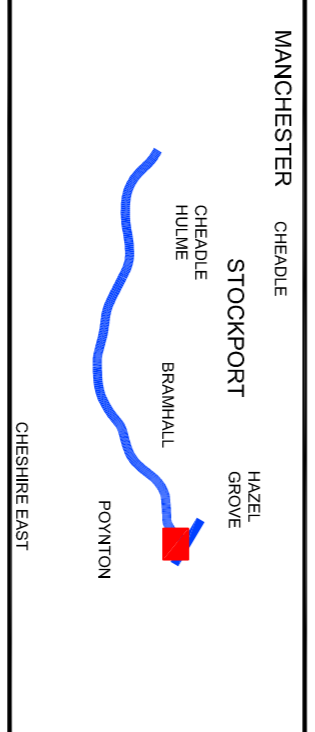 MANCHESTER
CHEADLE
STOCKPORT
CHEADLE
HULME
HAZEL
GROVE
BRAMHALL
POYNTON
CHESHIRE EAST